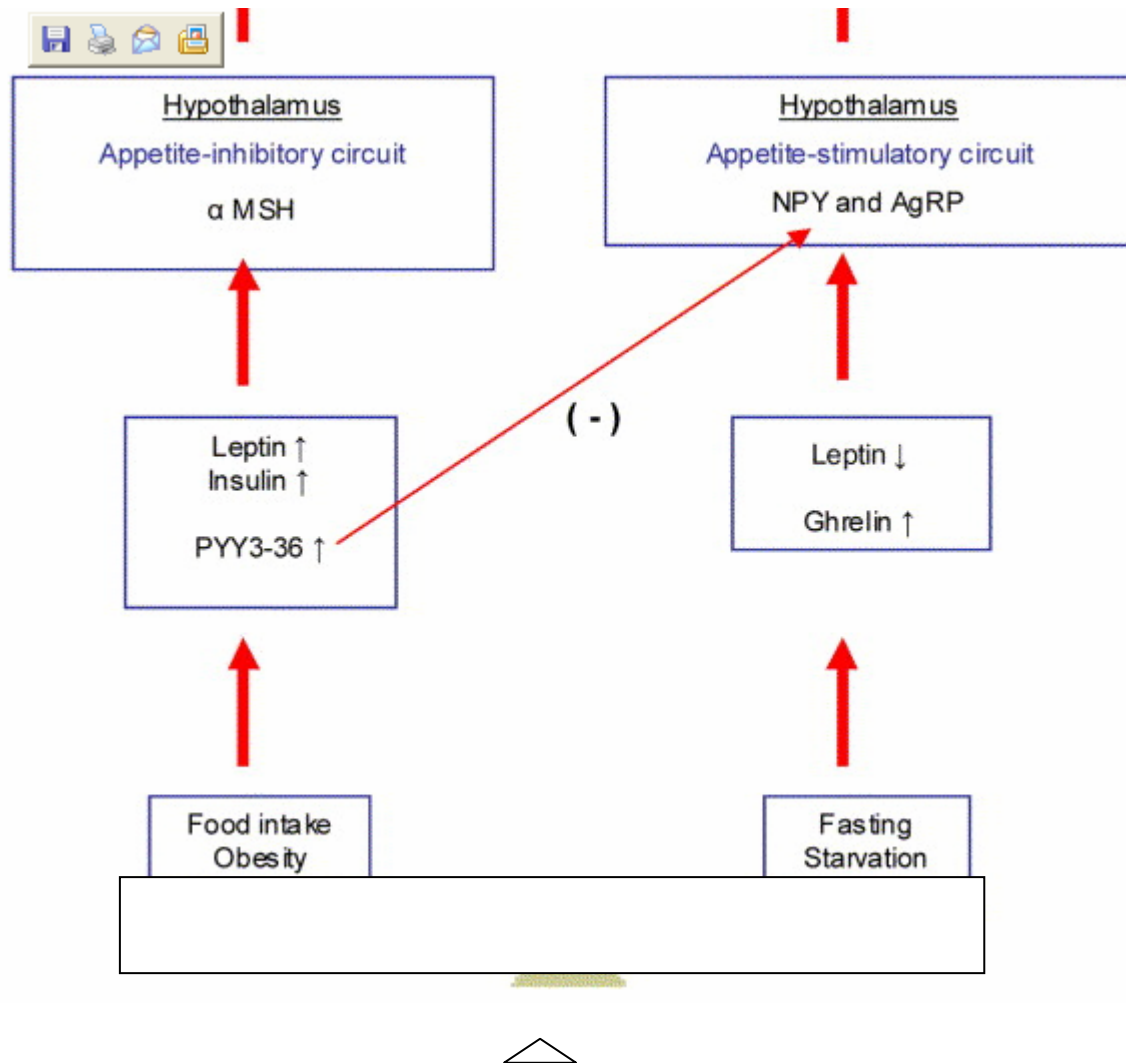 Hypothalamus
Appetite-inhibitory circuit
α MSH
Hypothalamus
Appetite-stimulatory circuit
NPY and AgRP
( - )
Leptin ↑
Insulin ↑
PYY3-36 ↑
Leptin ↓
Ghrelin ↑
Food intake
Obesity
Fasting
Starvation